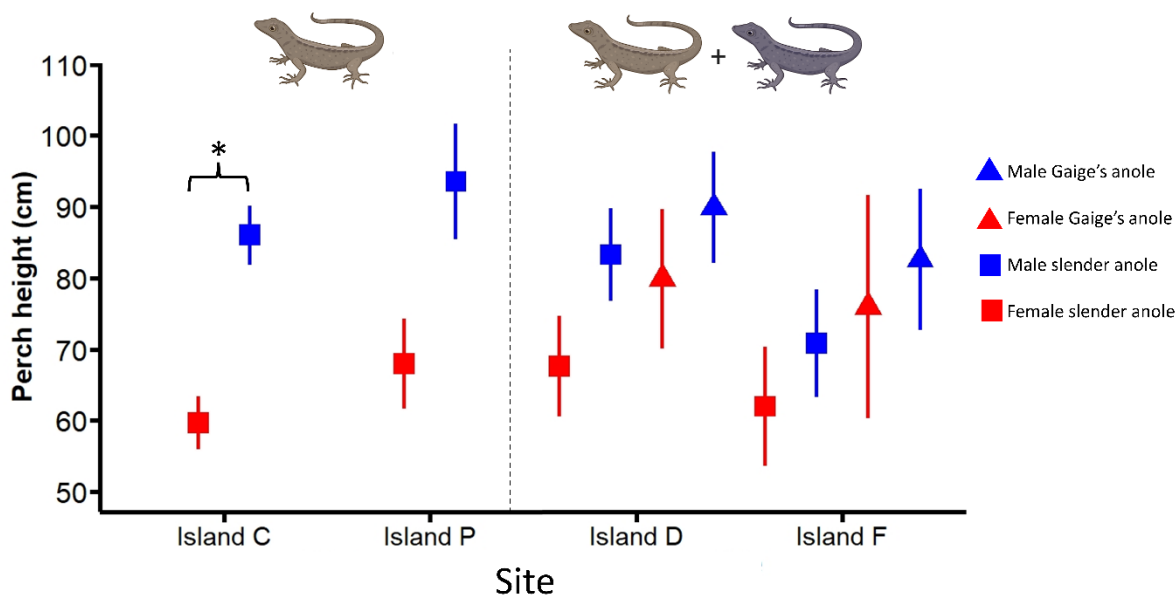 +
110
100
90
80
70
60
50
Perch height (cm)
*
Island C
Island P
Island D
Island F
Site
Male Gaige's anole
Female Gaige's anole
Male slender anole
Female slender anole